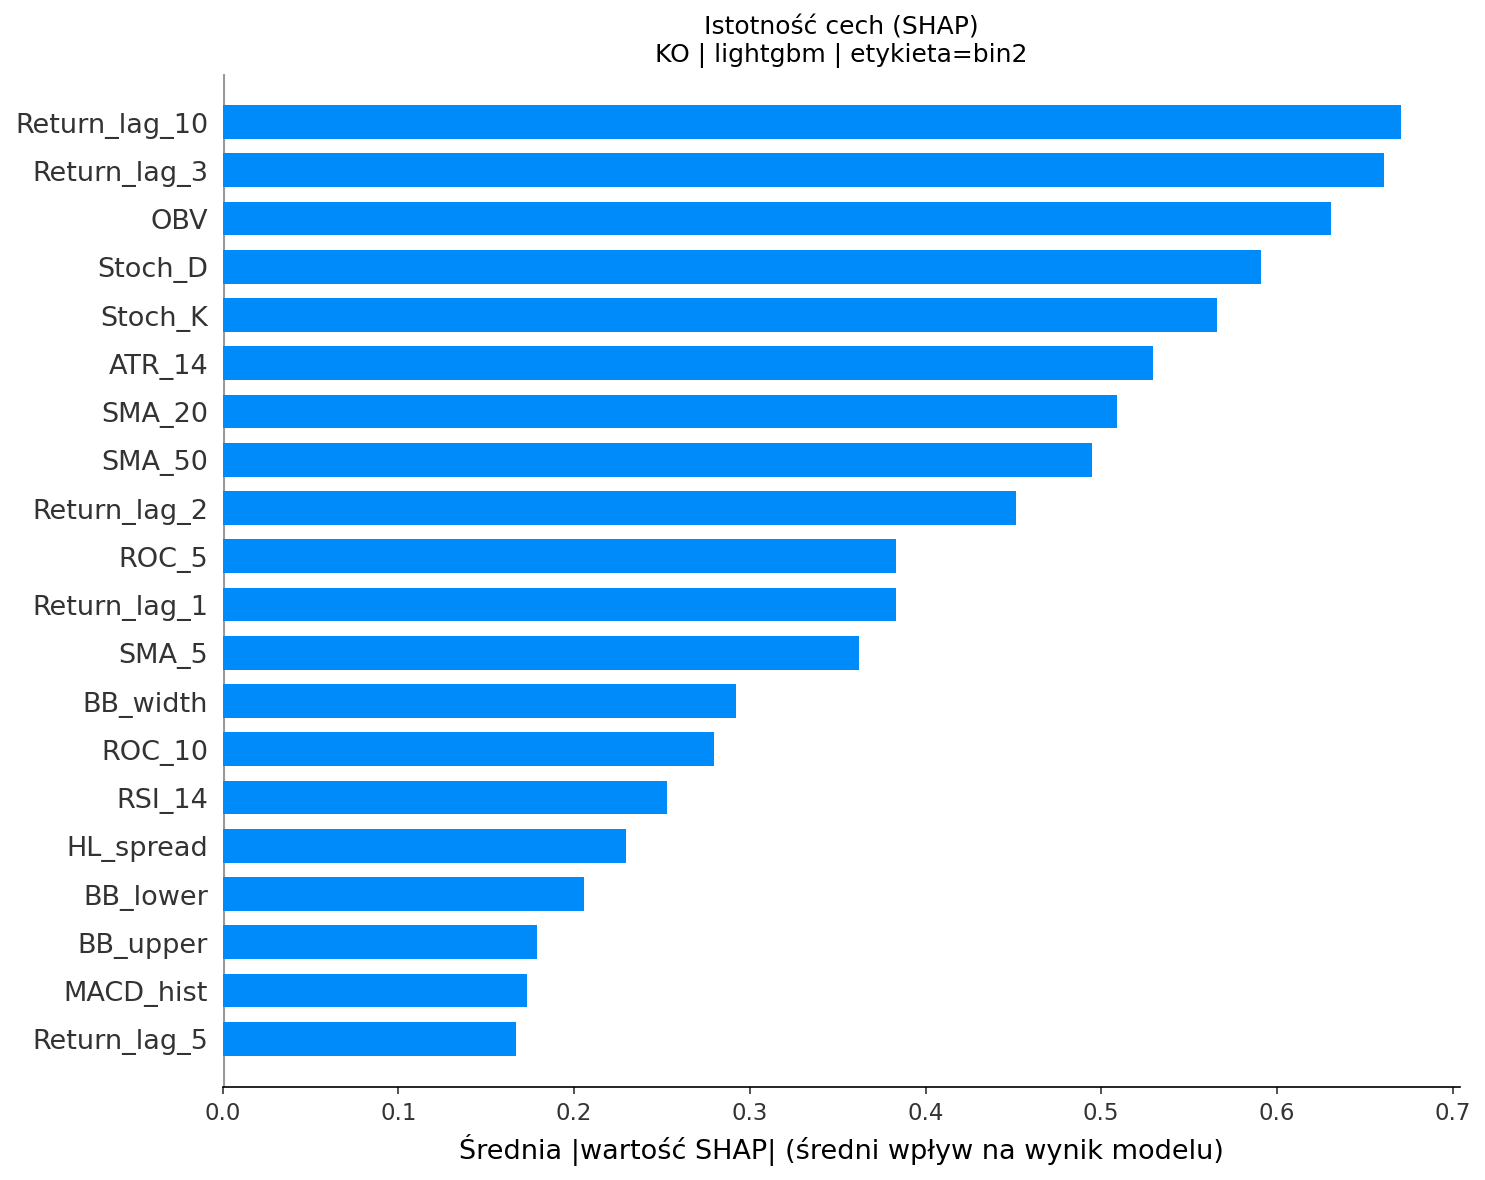 Istotność cech (SHAP)
KO | lightgbm | etykieta=bin2
Return_lag_10
Return_lag_3
OBV
Stoch_D
Stoch_K
ATR_14
SMA_20
SMA_50
Return_lag_2
ROC_5
Return_lag_1
SMA_5
BB_width
ROC_10
RSI_14
HL_spread
BB_lower
BB_upper
MACD_hist
Return_lag_5
0.0 0.1 0.2 0.3 0.4 0.5 0.6 0.7
Średnia |wartość SHAP| (średni wpływ na wynik modelu)